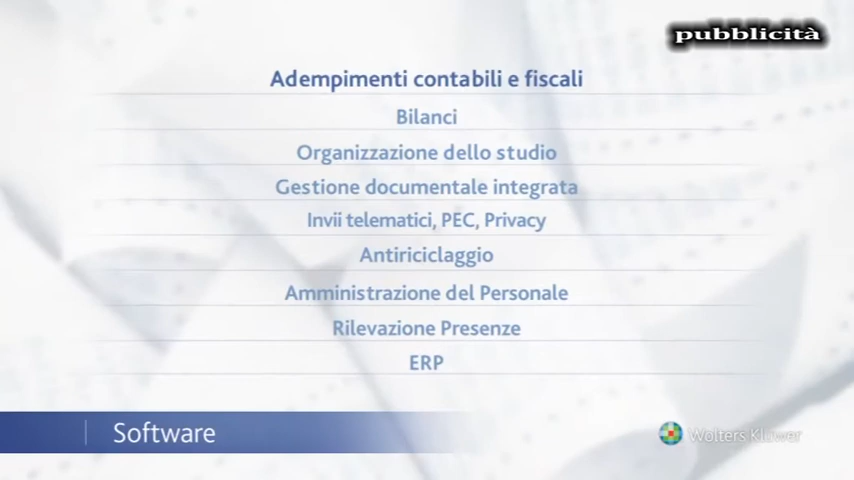 pubblicità
Adempimenti contabili e fiscali
Bilanci
Organizzazione dello studio
Gestione documentale integrata
Invii telematici, PEC, Privacy
Antiriciclaggio
Amministrazione del Personale
Rilevazione Presenze
ERP
Software
Wolters Kluwer